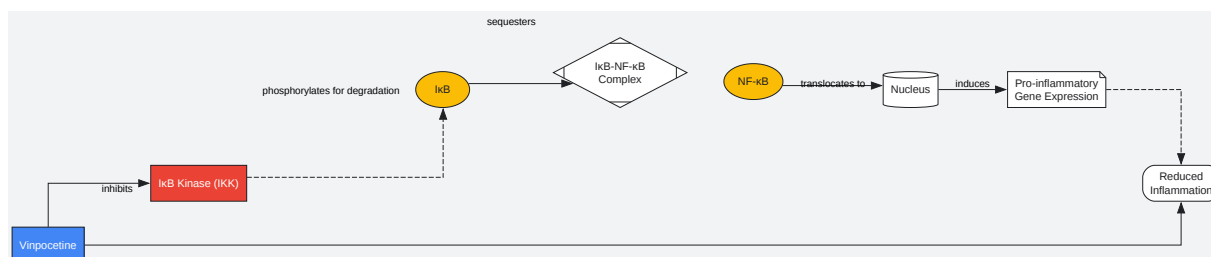 sequesters
IκB-NF-κB
Complex
phosphorylates for degradation
IκB
NF-κB
translocates to
Nucleus
induces
Pro-inflammatory
Gene Expression
inhibits
IκB Kinase (IKK)
Reduced
Inflammation
Vinpocetine